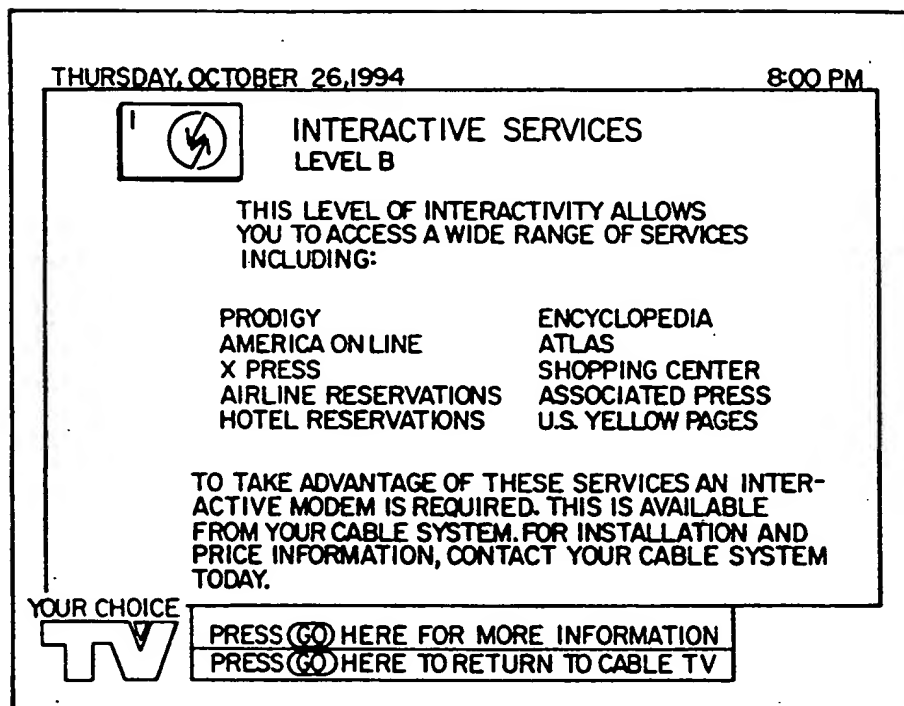 THURSDAY, OCTOBER 26,1994 8:00 PM
INTERACTIVE SERVICES
LEVEL B
THIS LEVEL OF INTERACTIVITY ALLOWS
YOU TO ACCESS A WIDE RANGE OF SERVICES
INCLUDING:
PRODIGY ENCYCLOPEDIA
AMERICA ON LINE ATLAS
X PRESS SHOPPING CENTER
AIRLINE RESERVATIONS ASSOCIATED PRESS
HOTEL RESERVATIONS U.S. YELLOW PAGES
TO TAKE ADVANTAGE OF THESE SERVICES AN INTER-
ACTIVE MODEM IS REQUIRED. THIS IS AVAILABLE
FROM YOUR CABLE SYSTEM. FOR INSTALLATION AND
PRICE INFORMATION, CONTACT YOUR CABLE SYSTEM
TODAY.
YOUR CHOICE
TV
PRESS GO HERE FOR MORE INFORMATION
PRESS GO HERE TO RETURN TO CABLE TV